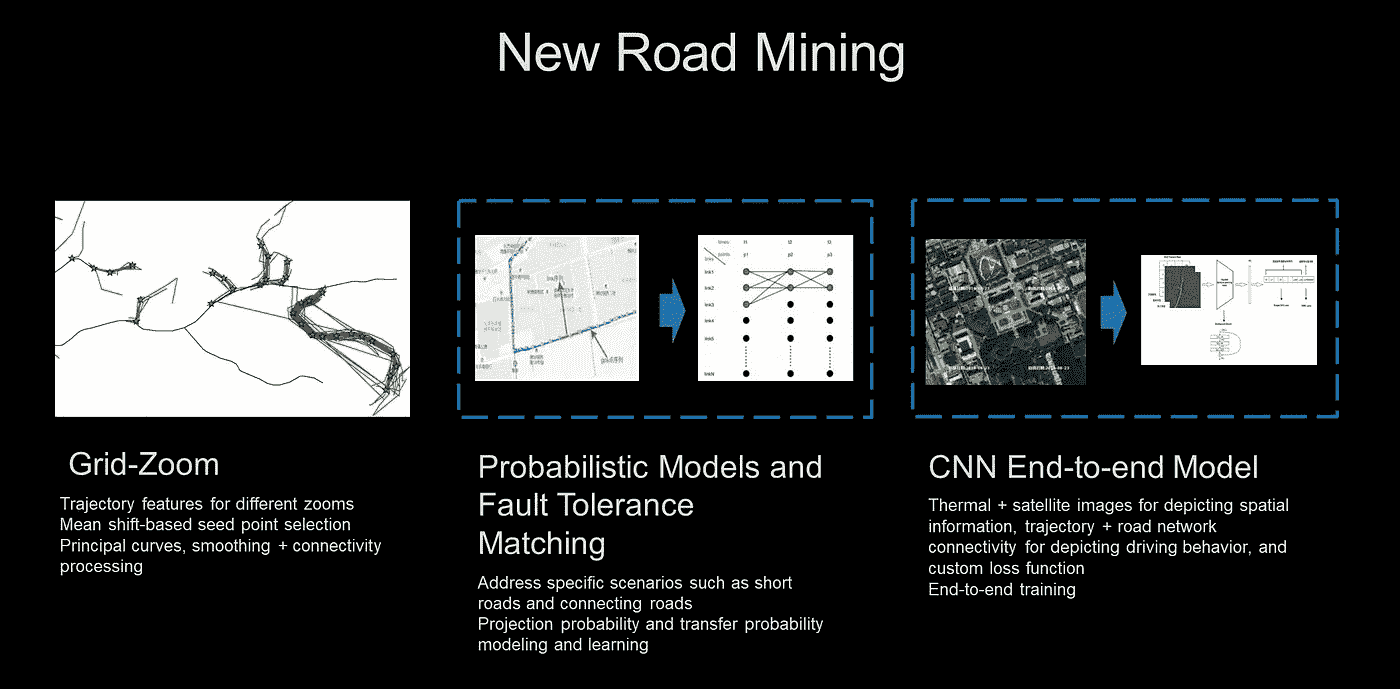 New Road Mining
t1 t2 t3
p1 p2 p3
link1
link2
link3
link4
link5
linkN
Grid-Zoom
Trajectory features for different zooms
Mean shift-based seed point selection
Principal curves, smoothing + connectivity
processing
Probabilistic Models and
Fault Tolerance
Matching
Address specific scenarios such as short
roads and connecting roads
Projection probability and transfer probability
modeling and learning
CNN End-to-end Model
Thermal + satellite images for depicting spatial
information, trajectory + road network
connectivity for depicting driving behavior, and
custom loss function
End-to-end training